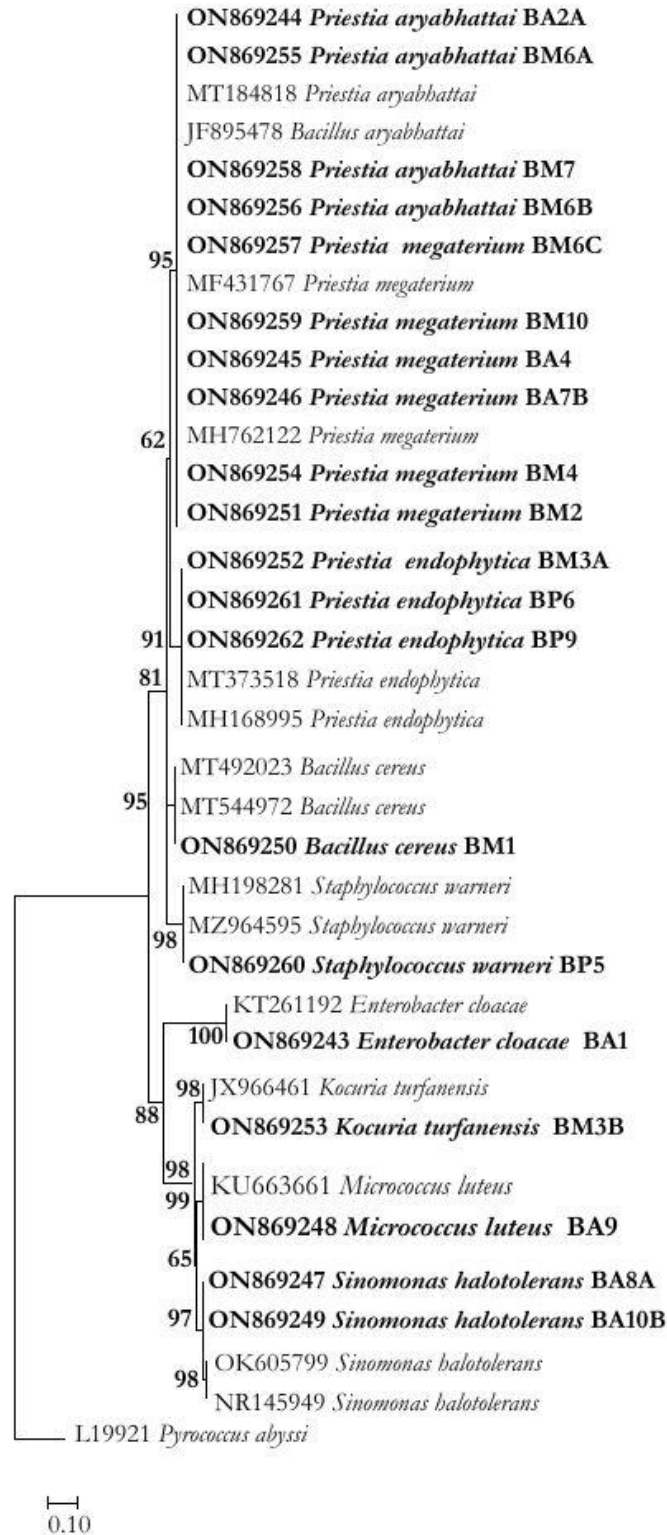 ON869244 Priestia aryabhattai BA2A
ON869255 Priestia aryabhattai BM6A
MT184818 Priestia aryabhattai
JF895478 Bacillus aryabhattai
ON869258 Priestia aryabhattai BM7
ON869256 Priestia aryabhattai BM6B
ON869257 Priestia megaterium BM6C
95
MF431767 Priestia megaterium
ON869259 Priestia megaterium BM10
ON869245 Priestia megaterium BA4
ON869246 Priestia megaterium BA7B
62
MH762122 Priestia megaterium
ON869254 Priestia megaterium BM4
ON869251 Priestia megaterium BM2
ON869252 Priestia endophytica BM3A
ON869261 Priestia endophytica BP6
91
ON869262 Priestia endophytica BP9
81
MT373518 Priestia endophytica
MH168995 Priestia endophytica
MT492023 Bacillus cereus
95
MT544972 Bacillus cereus
ON869250 Bacillus cereus BM1
MH198281 Staphylococcus warneri
MZ964595 Staphylococcus warneri
98
ON869260 Staphylococcus warneri BP5
KT261192 Enterobacter cloacae
100
ON869243 Enterobacter cloacae BA1
98
JX966461 Kocuria turfanensis
88
ON869253 Kocuria turfanensis BM3B
98
KU663661 Micrococcus luteus
99
ON869248 Micrococcus luteus BA9
65
ON869247 Sinomonas halotolerans BA8A
97
ON869249 Sinomonas halotolerans BA10B
OK605799 Sinomonas halotolerans
98
NR145949 Sinomonas halotolerans
L19921 Pyrococcus abyssi
0.10